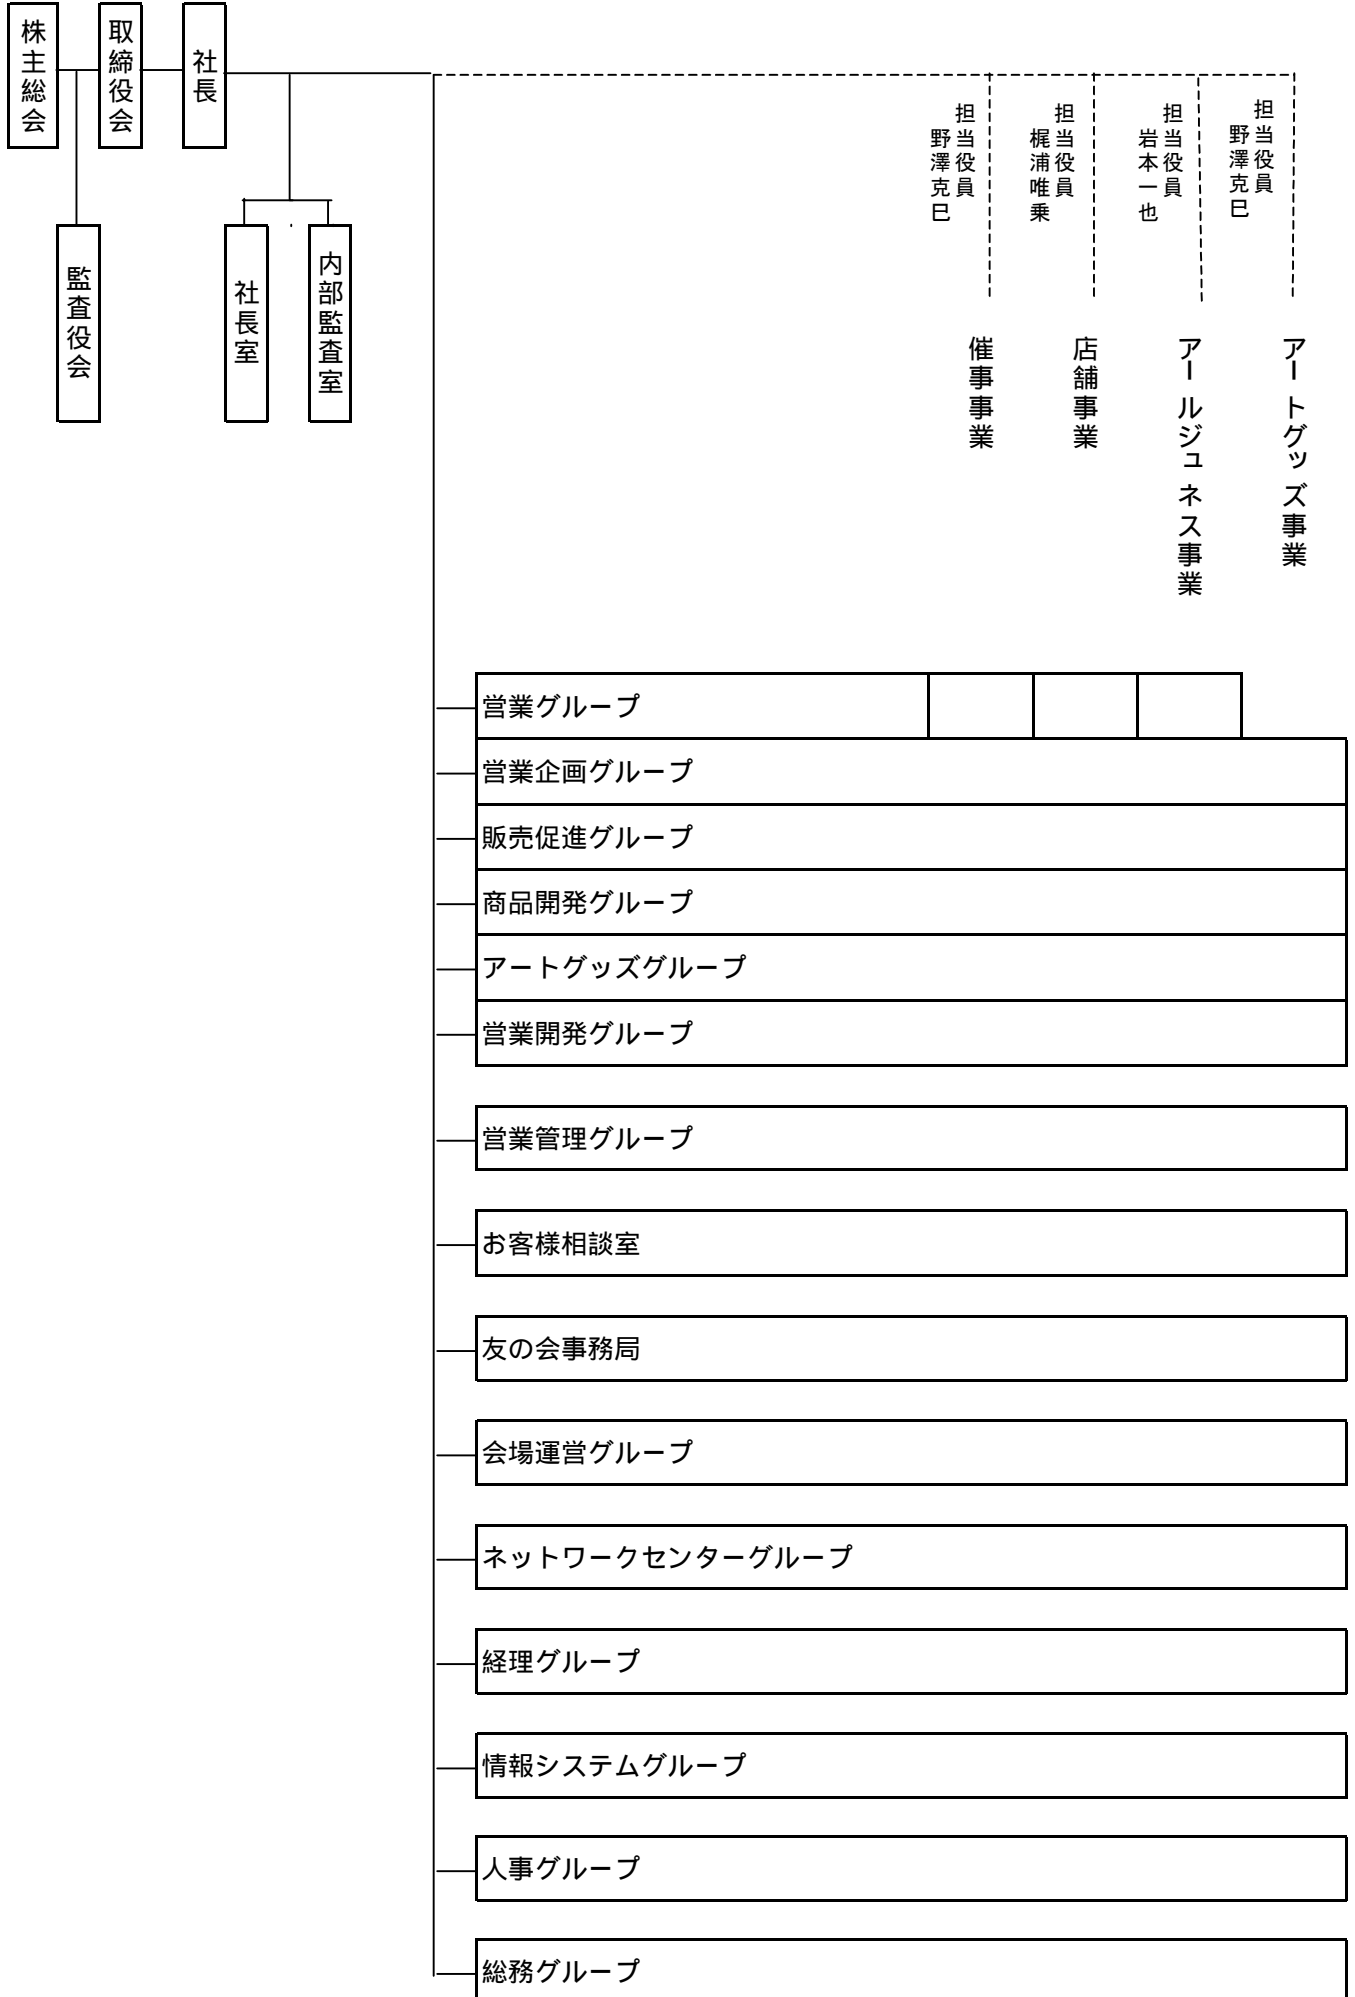 株主総会
取締役会
社長
監査役会
社長室
内部監査室
担当役員
野澤克巳
担当役員
梶浦唯乗
担当役員
岩本一也
担当役員
野澤克巳
催事事業
店舗事業
アールジュネス事業
アートグッズ事業
営業グループ
営業企画グループ
販売促進グループ
商品開発グループ
アートグッズグループ
営業開発グループ
営業管理グループ
お客様相談室
友の会事務局
会場運営グループ
ネットワークセンターグループ
経理グループ
情報システムグループ
人事グループ
総務グループ